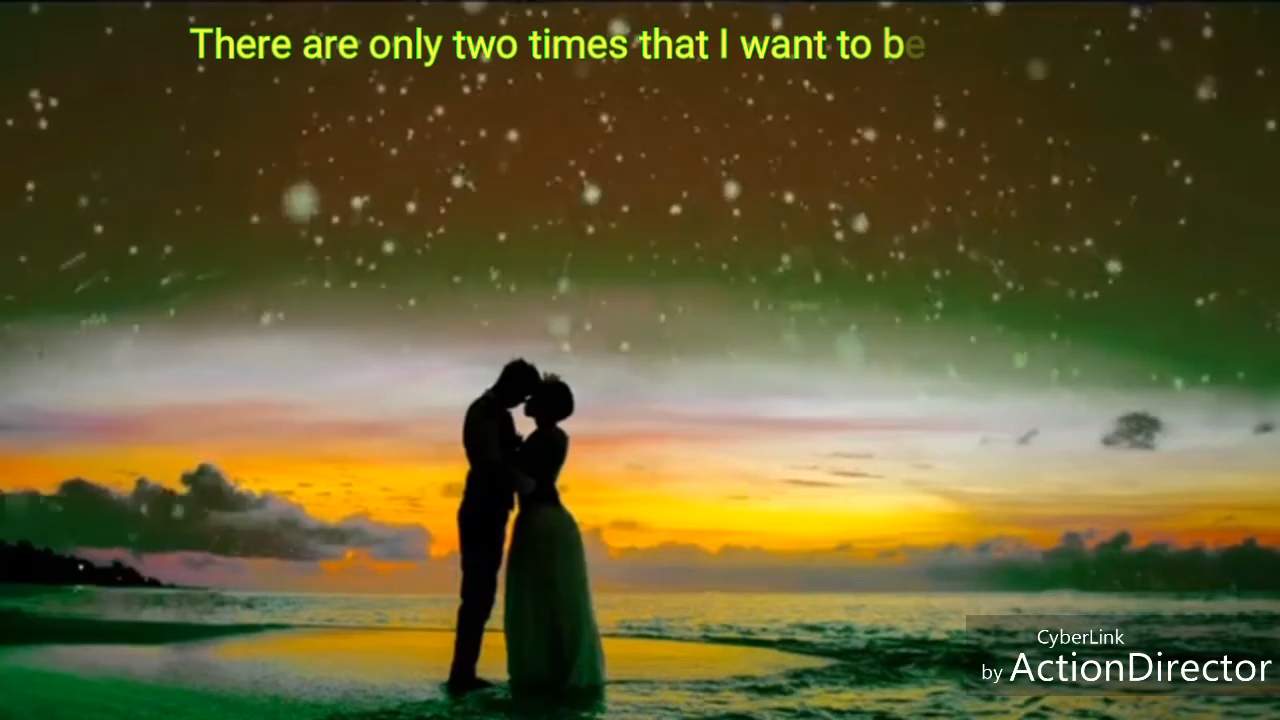 There are only two times that I want to be
CyberLink
by ActionDirector